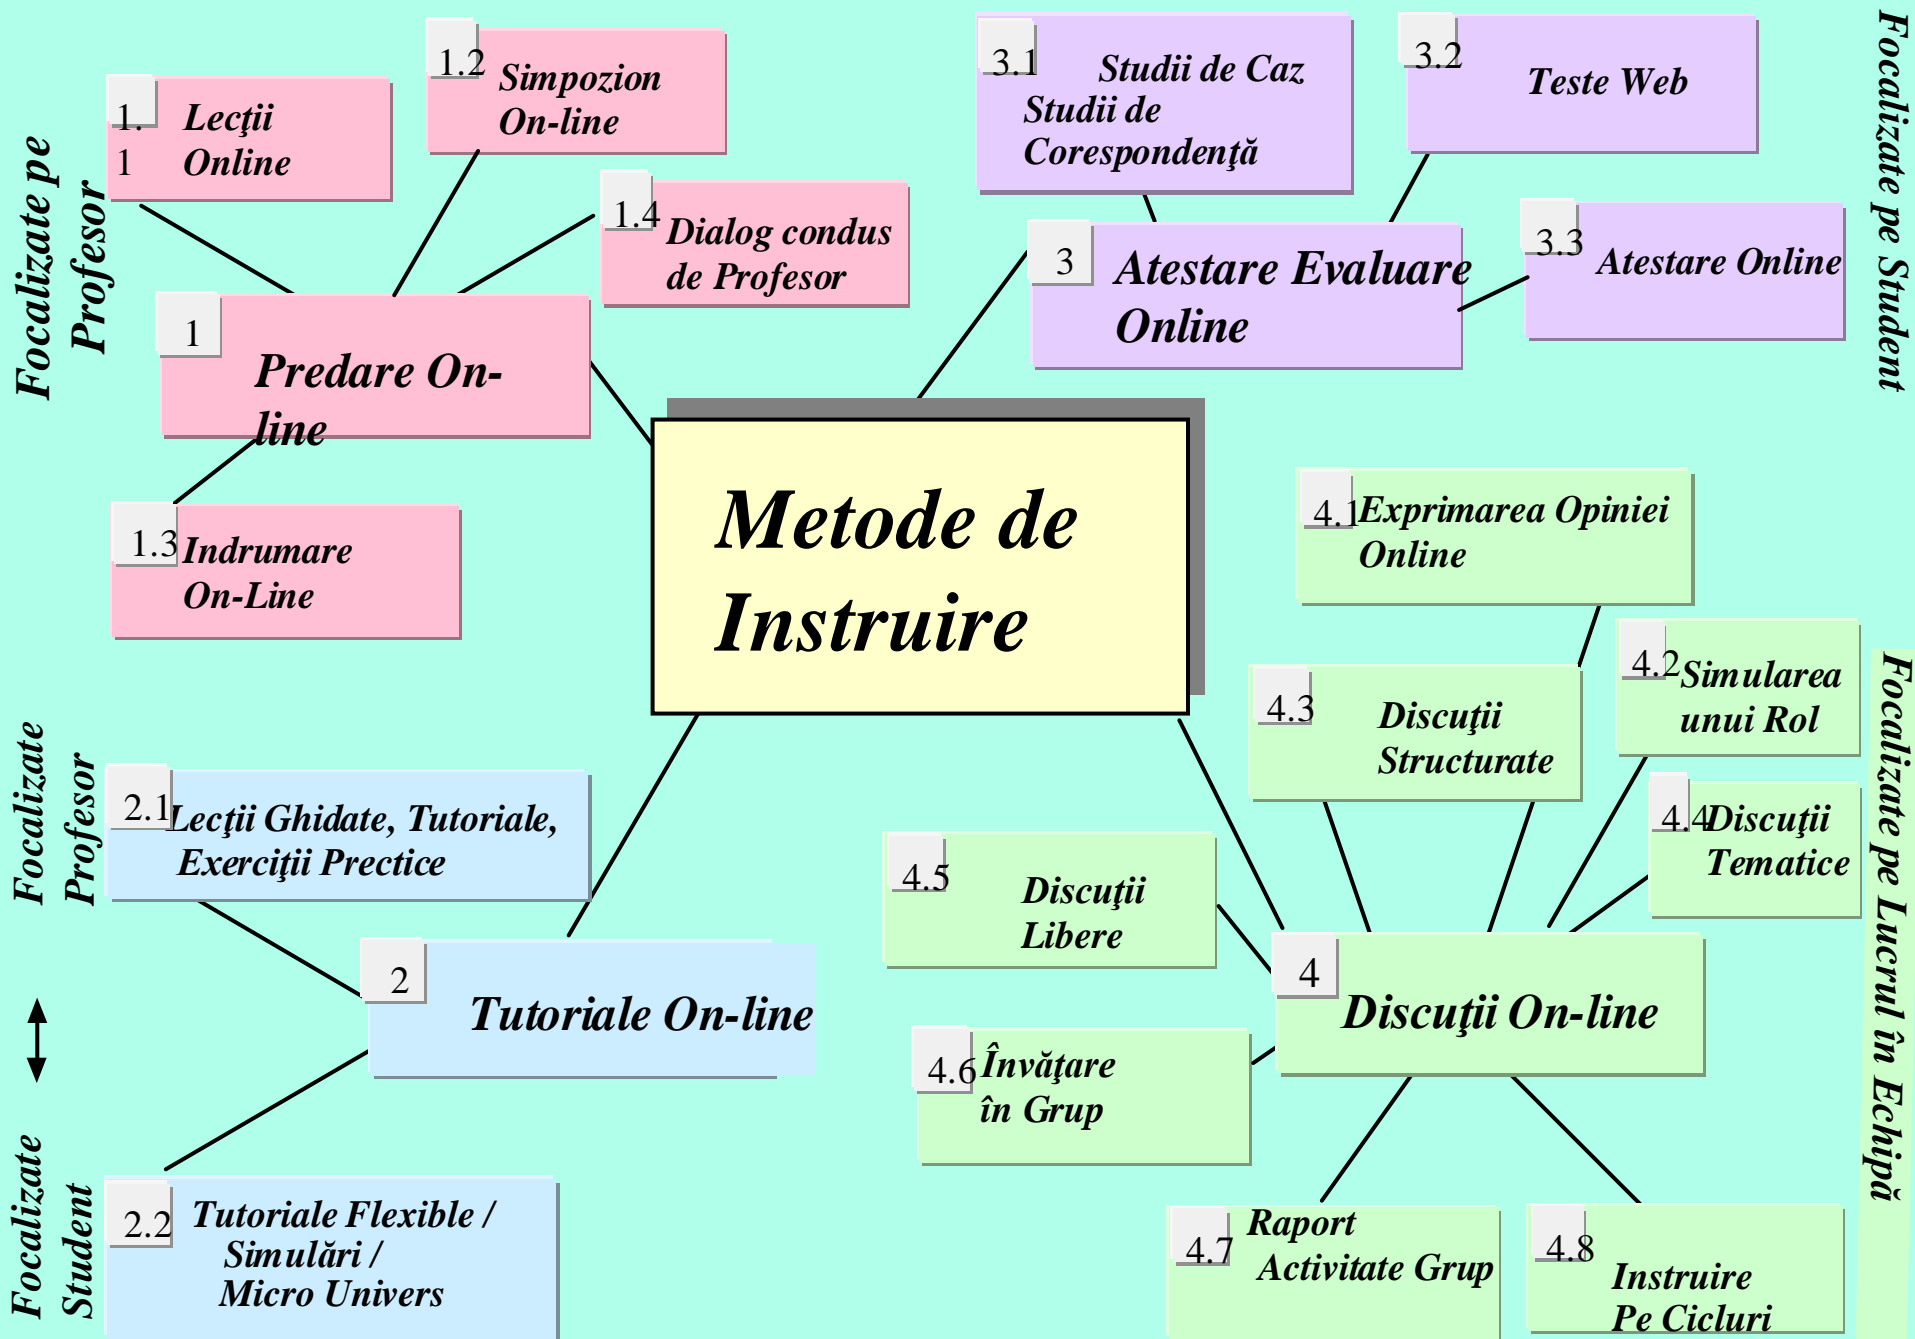 Focalizate pe
Profesor
1.
1
Lecţii
Online
1.2
Simpozion
On-line
1.4
Dialog condus
de Profesor
1
Predare On-
line
1.3
Indrumare
On-Line
3.1
Studii de Caz
Studii de
Corespondenţă
3.2
Teste Web
3.3
Atestare Online
3
Atestare Evaluare
Online
Focalizate pe Student
Metode de
Instruire
Focalizate
Profesor
2.1
Lecţii Ghidate, Tutoriale,
Exerciţii Prectice
2
Tutoriale On-line
Focalizate
Student
2.2
Tutoriale Flexible /
Simulări /
Micro Univers
4.1
Exprimarea Opiniei
Online
4.2
Simularea
unui Rol
4.3
Discuţii
Structurate
4.4
Discuţii
Tematice
4.5
Discuţii
Libere
4
Discuţii On-line
4.6
Învăţare
în Grup
4.7
Raport
Activitate Grup
4.8
Instruire
Pe Cicluri
Focalizate pe Lucrul în Echipă